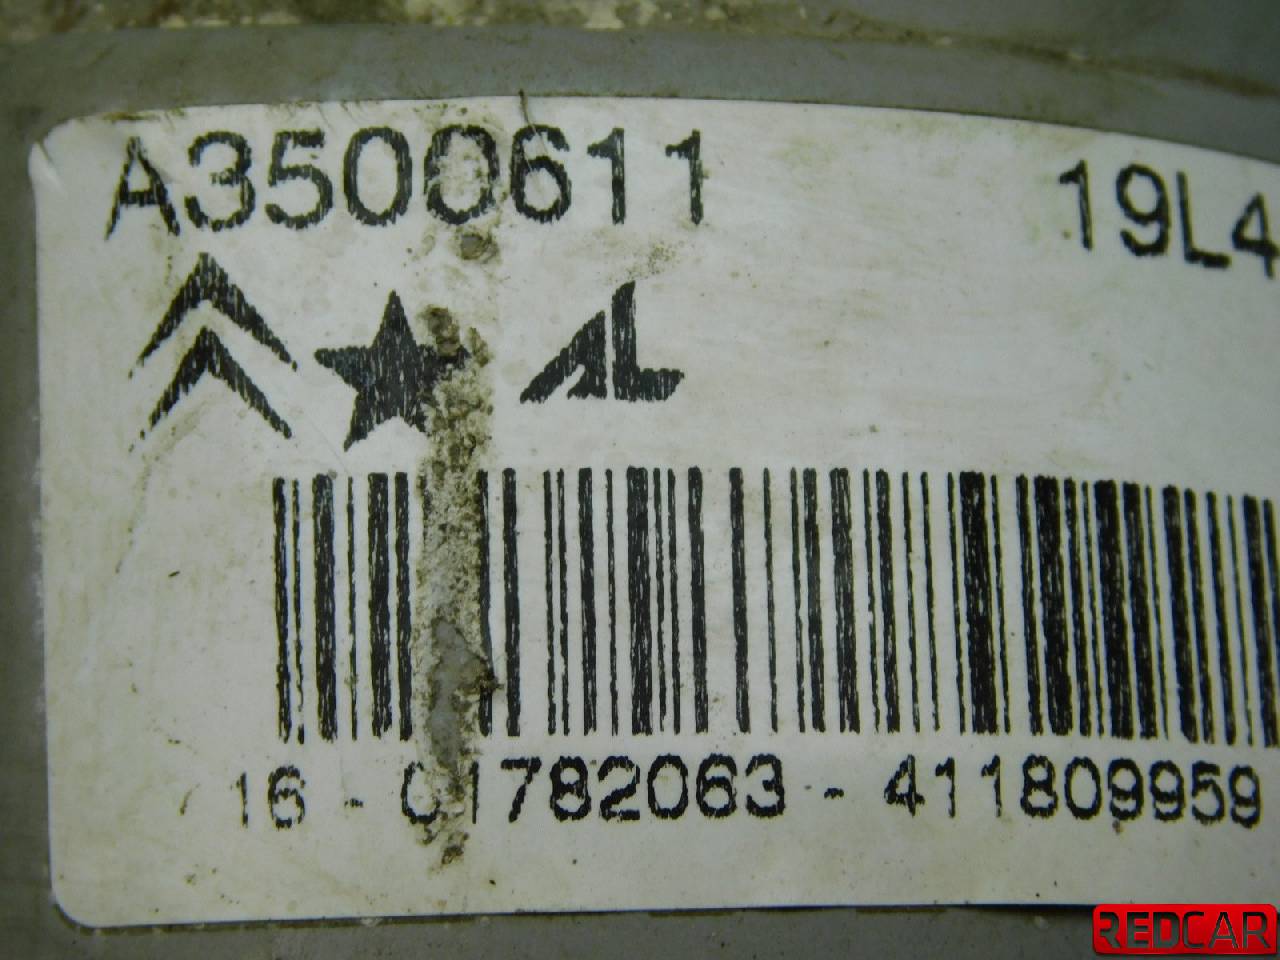 A3500611 19L4
AL
16 - 01782063 - 411809959
REDCAR